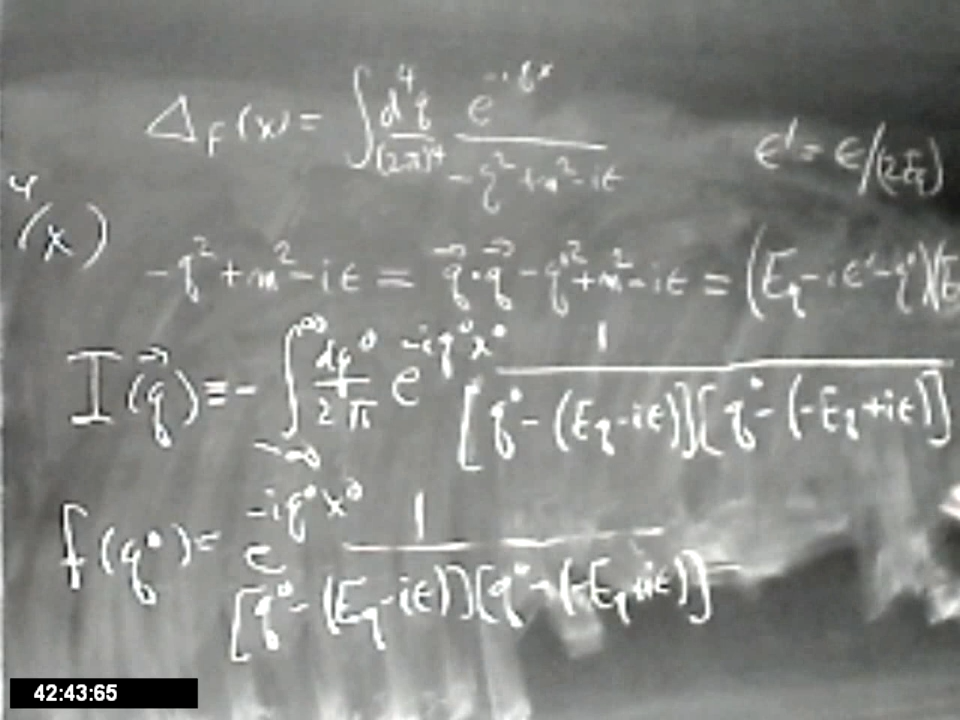 Δ_F(x) = ∫ d⁴q/(2π)⁴ e^{-iqx}/(-q² + m² - iε)
ε' = ε/(2E_q)
4(x)
-q² + m² - iε = q⃗·q⃗ - q⁰² + m² - iε = (E_q - iε' - q⁰)(E
I(q⃗) ≡ - ∫_{-∞}^{∞} dq⁰/2π e^{-iq⁰x⁰} 1/([q⁰ - (E_q - iε)][q⁰ - (-E_q + iε)])
f(q⁰) = e^{-iq⁰x⁰} 1/([q⁰ - (E_q - iε)][q⁰ - (-E_q + iε)])
42:43:65